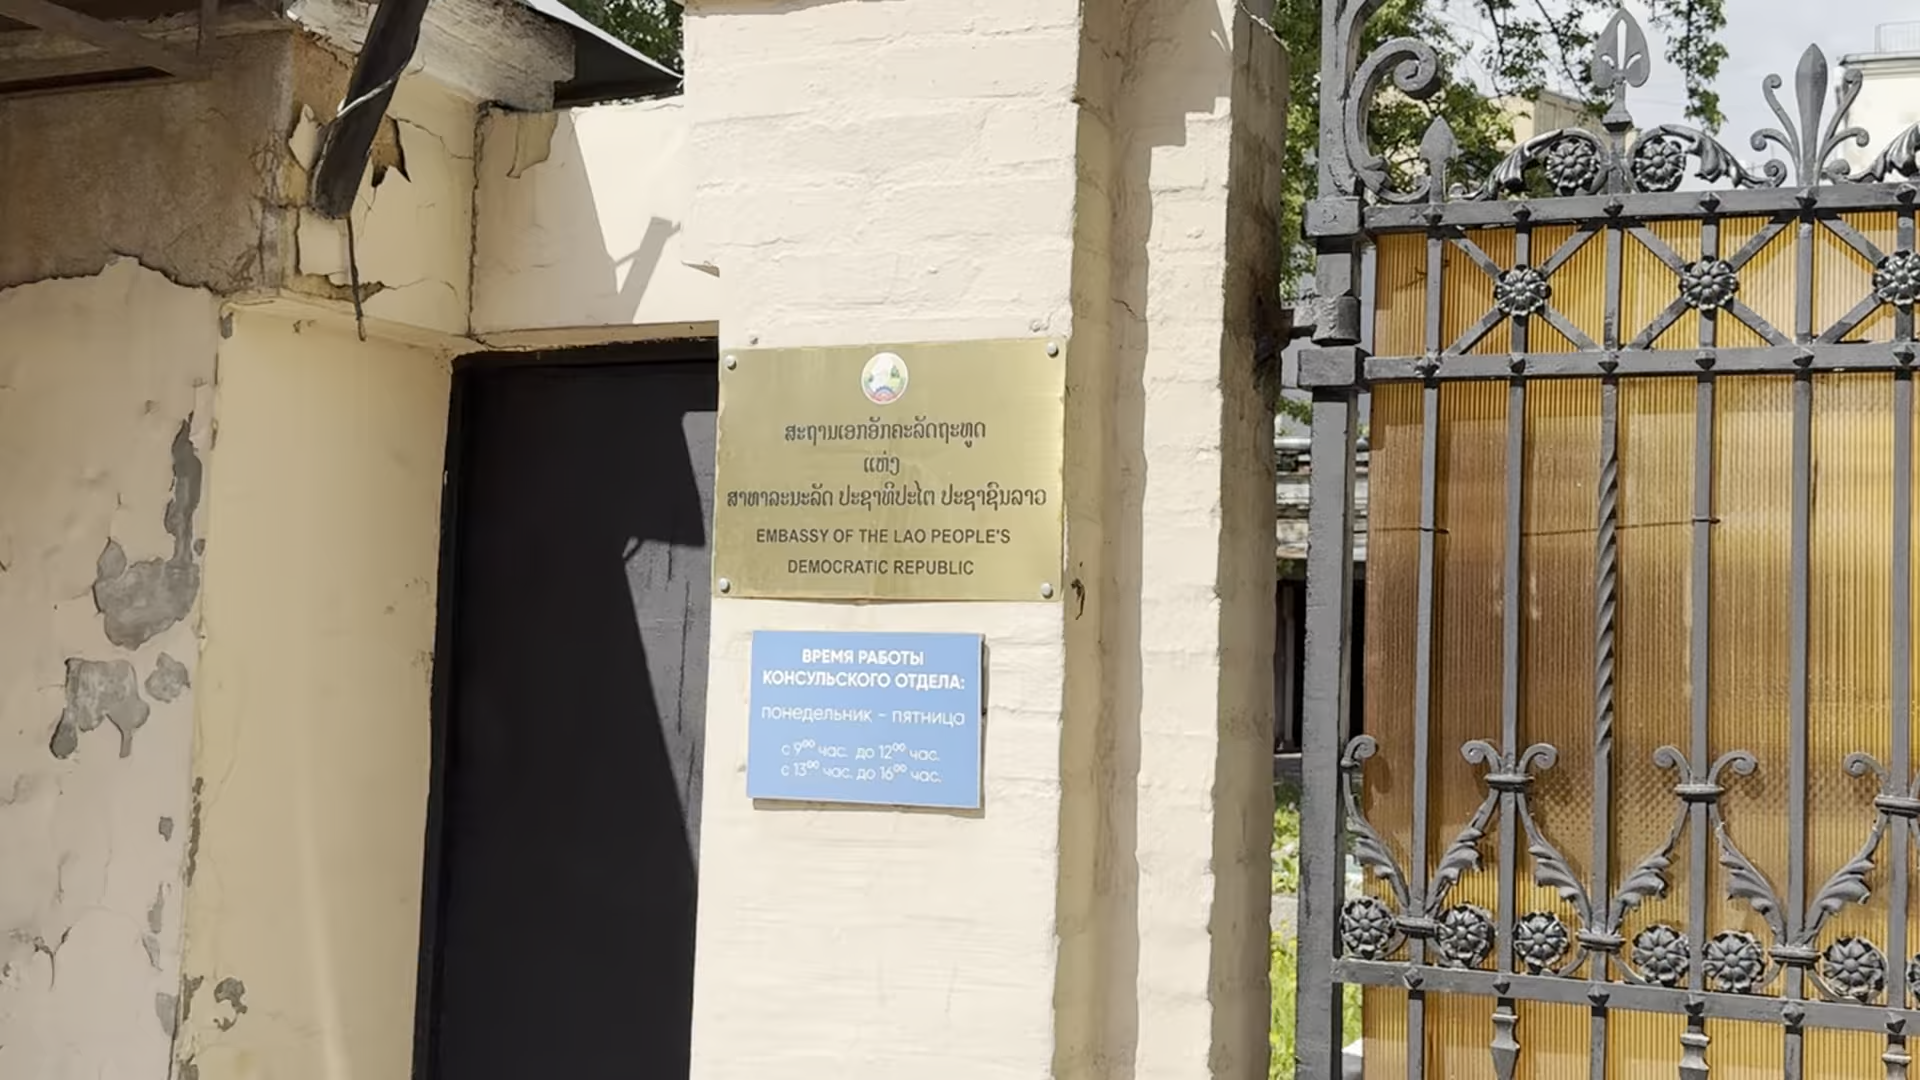 ສະຖານເອກອັກຄະລັດຖະທູດ
ແຫ່ງ
ສາທາລະນະລັດ ປະຊາທິປະໄຕ ປະຊາຊົນລາວ
EMBASSY OF THE LAO PEOPLE'S
DEMOCRATIC REPUBLIC
ВРЕМЯ РАБОТЫ
КОНСУЛЬСКОГО ОТДЕЛА:
ПОНЕДЕЛЬНИК – ПЯТНИЦА
с 9⁰⁰ час. до 12⁰⁰ час.
с 13⁰⁰ час. до 16⁰⁰ час.